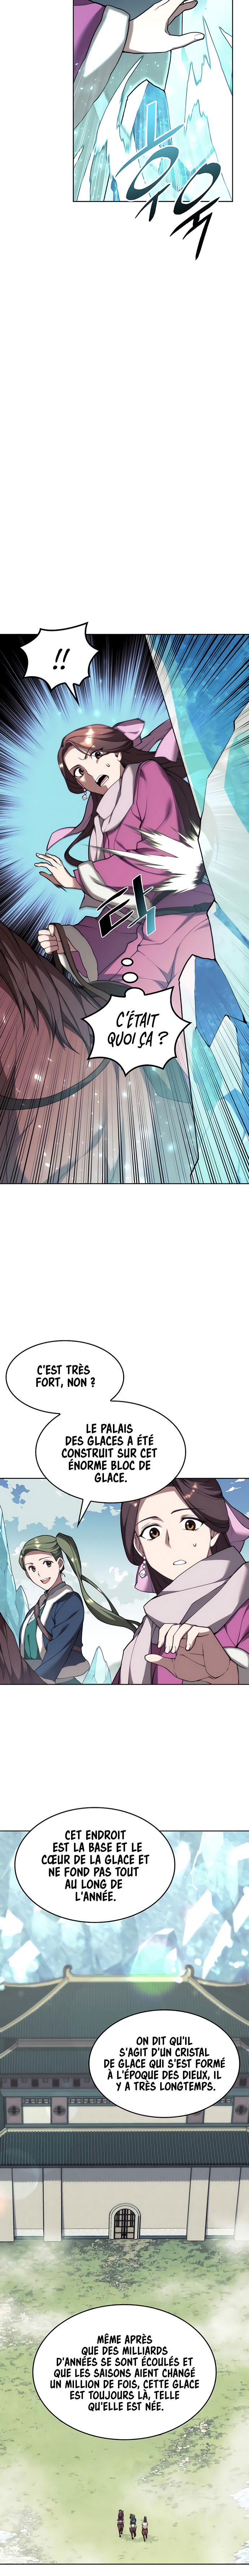 우우
!!
탁
C'ÉTAIT
QUOI ÇA ?
C'EST TRÈS
FORT, NON ?
LE PALAIS
DES GLACES A ÉTÉ
CONSTRUIT SUR CET
ÉNORME BLOC DE
GLACE.
CET ENDROIT
EST LA BASE ET LE
CŒUR DE LA GLACE ET
NE FOND PAS TOUT
AU LONG DE
L'ANNÉE.
ON DIT QU'IL
S'AGIT D'UN CRISTAL
DE GLACE QUI S'EST FORMÉ
À L'ÉPOQUE DES DIEUX, IL
Y A TRÈS LONGTEMPS.
MÊME APRÈS
QUE DES MILLIARDS
D'ANNÉES SE SONT ÉCOULÉS ET
QUE LES SAISONS AIENT CHANGÉ
UN MILLION DE FOIS, CETTE GLACE
EST TOUJOURS LÀ, TELLE
QU'ELLE EST NÉE.